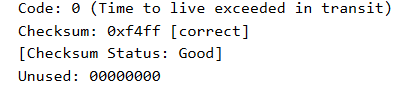 Code: 0 (Time to live exceeded in transit)
Checksum: 0xf4ff [correct]
[Checksum Status: Good]
Unused: 00000000